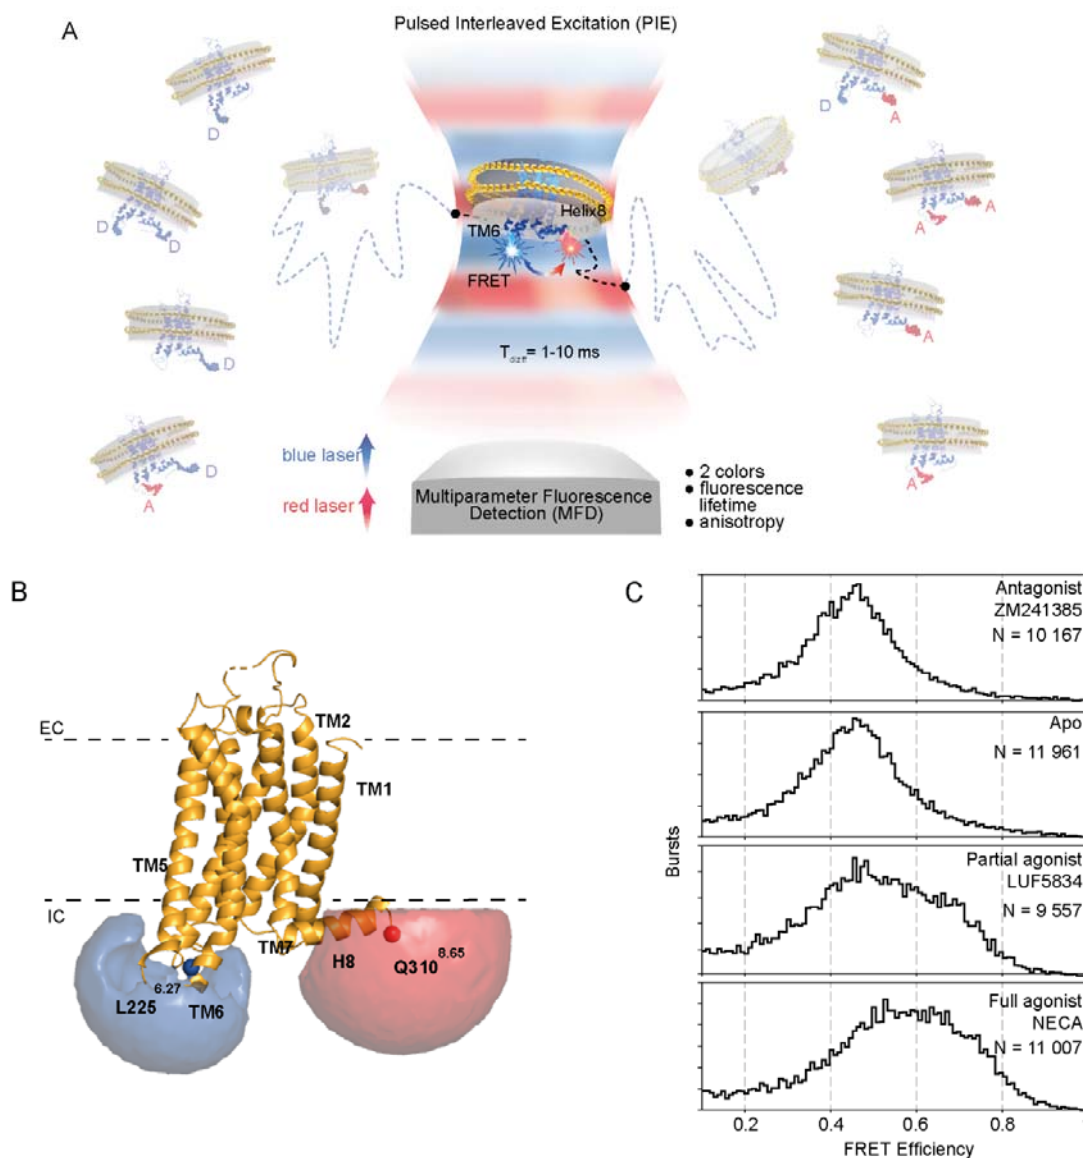 A
Pulsed Interleaved Excitation (PIE)
D
D
D
D
D
A
D
A
A
A
A
A
Helix8
TM6
FRET
T diff = 1-10 ms
blue laser
red laser
Multiparameter Fluorescence
Detection (MFD)
• 2 colors
• fluorescence
lifetime
• anisotropy
B
EC
TM2
TM1
TM5
IC
TM7
H8
Q310 8.65
L225 6.27
TM6
C
Antagonist
ZM241385
N = 10 167
Apo
N = 11 961
Bursts
Partial agonist
LUF5834
N = 9 557
Full agonist
NECA
N = 11 007
0.2 0.4 0.6 0.8
FRET Efficiency